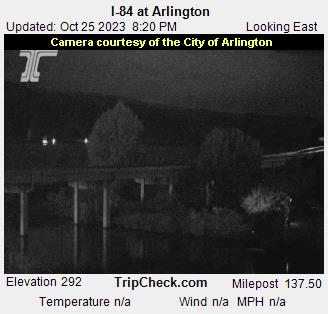 I-84 at Arlington
Updated: Oct 25 2023 8:20 PM Looking East
Camera courtesy of the City of Arlington
Elevation 292 TripCheck.com Milepost 137.50
Temperature n/a Wind n/a MPH n/a